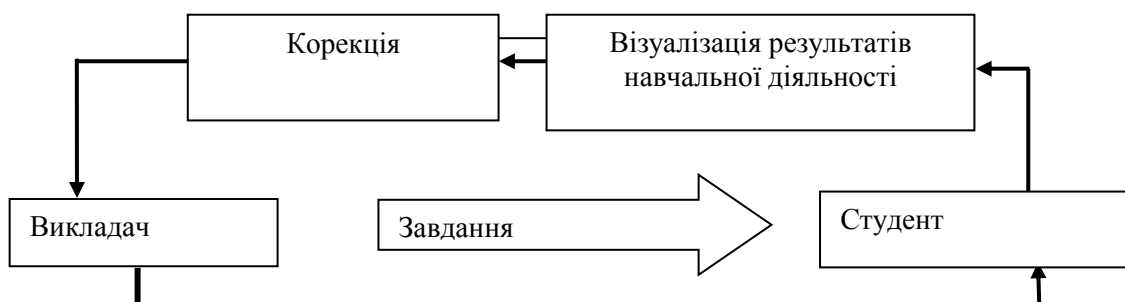 Корекція
Візуалізація результатів
навчальної діяльності
Викладач
Завдання
Студент